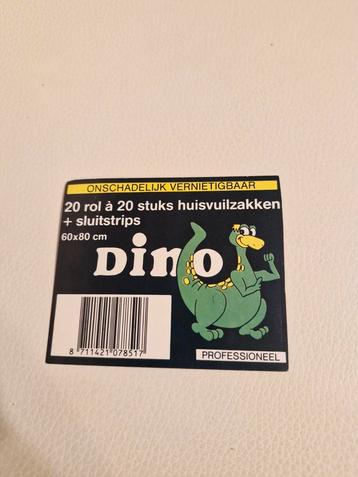 ONSCHADELIJK VERNIETIGBAAR
20 rol à 20 stuks huisvuilzakken
+ sluitstrips
60x80 cm
Dino
8 711421 078517
PROFESSIONEEL